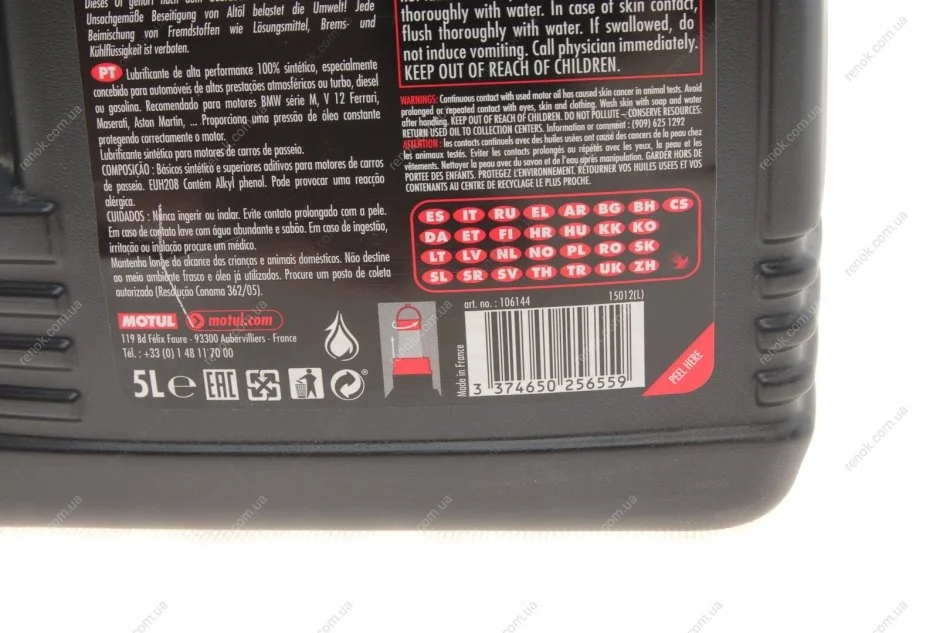 Unsachgemäße Beseitigung von Altöl belastet die Umwelt! Jede
Beimischung von Fremdstoffen wie Lösungsmittel, Brems- und
Kühlflüssigkeit ist verboten.
PT Lubrificante de alta performance 100% sintético, especialmente
concebido para automóveis de altas prestações atmosféricos ou turbo, diesel
ou gasolina. Recomendado para motores BMW série M, V 12 Ferrari,
Maserati, Aston Martin, ... Proporciona uma pressão de óleo constante
protegendo correctamente o motor.
Lubrificante sintético para motores de carros de passeio.
COMPOSIÇÃO : Básicos sintético e superiores aditivos para motores de carros
de passeio. EUH208 Contém Alkyl phenol. Pode provocar uma reacção
alérgica.
CUIDADOS : Nunca ingerir ou inalar. Evite contato prolongado com a pele.
Em caso de contato lave com água abundante e sabão. Em caso de ingestão,
irritação ou inalação procure um médico.
Mantenha longe do alcance das crianças e animais domésticos. Não destine
ao meio ambiente frasco e óleo já utilizados. Procure um posto de coleta
autorizado (Resolução Conama 362/05).
MOTUL motul.com
119 Bd Félix Faure - 93300 Aubervilliers - France
Tél. : +33 (0) 1 48 11 70 00
5L e EAC
thoroughly with water. In case of skin contact,
flush thoroughly with water. If swallowed, do
not induce vomiting. Call physician immediately.
KEEP OUT OF REACH OF CHILDREN.
WARNINGS: Continuous contact with used motor oil has caused skin cancer in animal tests. Avoid
prolonged or repeated contact with eyes, skin and clothing. Wash skin with soap and water
after handling. KEEP OUT OF REACH OF CHILDREN. DO NOT POLLUTE – CONSERVE RESOURCES:
RETURN USED OIL TO COLLECTION CENTERS. Information or comment : (909) 625 1292
ATTENTION : les contacts continuels avec des huiles usées ont causé des cancers de la peau chez
les animaux testés. Eviter les contacts prolongés ou répétés avec les yeux, la peau et les
vêtements. Nettoyer la peau avec du savon et de l'eau après manipulation. GARDER HORS DE
PORTEE DES ENFANTS. PROTEGEZ L'ENVIRONNEMENT. RETOURNER VOS HUILES USÉES ET VOS
CONTENANTS AU CENTRE DE RECYCLAGE LE PLUS PROCHE.
ES IT RU EL AR BG BH CS
DA ET FI HR HU KK KO
LT LV NL NO PL RO SK
SL SR SV TH TR UK ZH
art. no. : 106144 15012(L)
Made in France
3 374650 256559
PEEL HERE
renok.com.ua